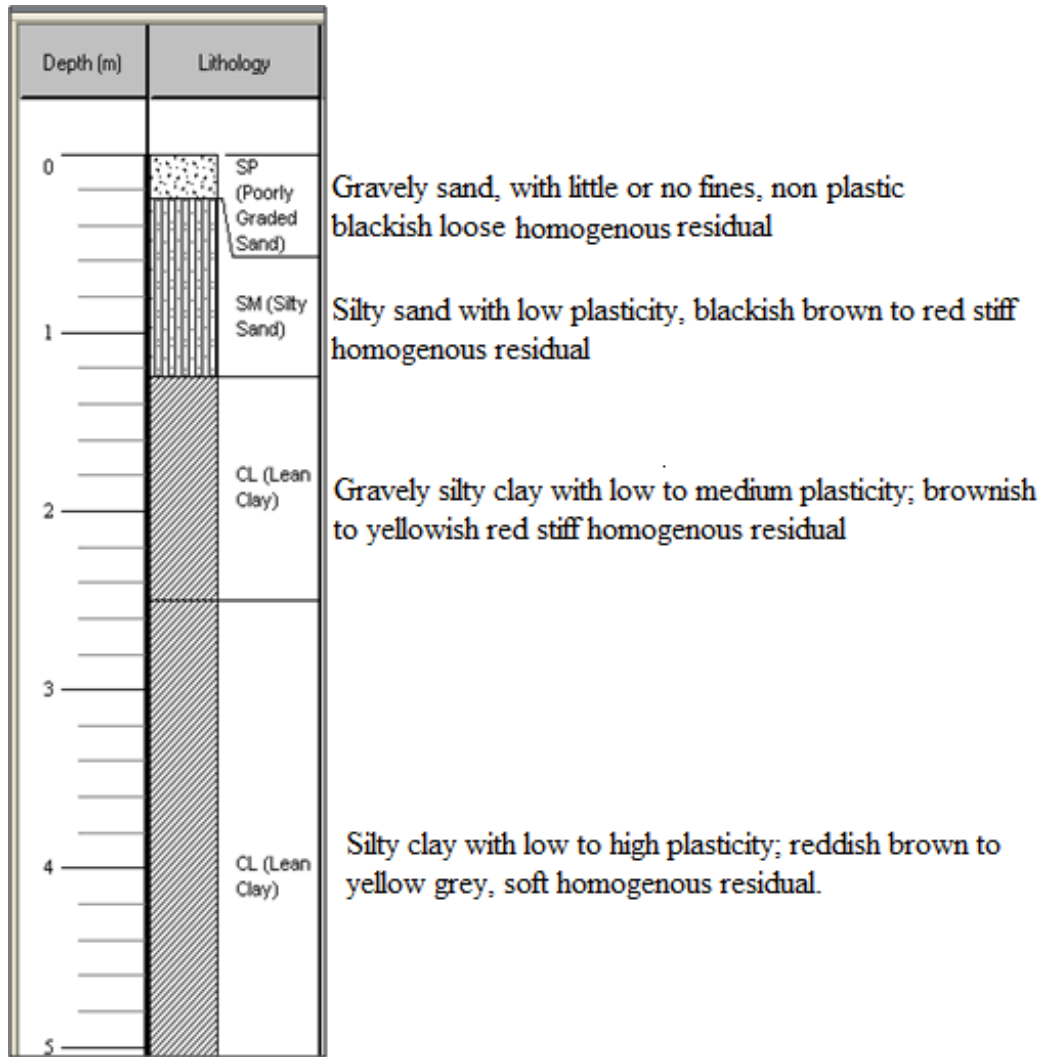 Depth (m) Lithology
0
SP
(Poorly
Graded
Sand)
Gravely sand, with little or no fines, non plastic
blackish loose homogenous residual
SM (Silty
Sand)
1
Silty sand with low plasticity, blackish brown to red stiff
homogenous residual
CL (Lean
Clay)
2
Gravely silty clay with low to medium plasticity; brownish
to yellowish red stiff homogenous residual
3
4
CL (Lean
Clay)
Silty clay with low to high plasticity; reddish brown to
yellow grey, soft homogenous residual.
5